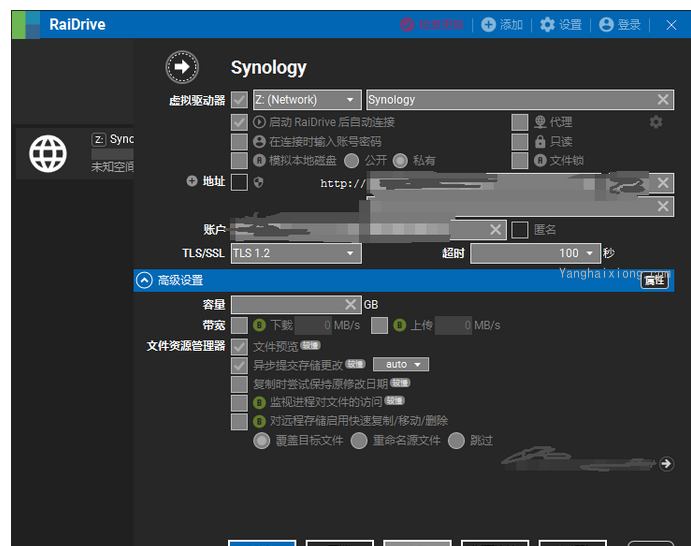 RaiDrive
添加 设置 登录
Synology
虚拟驱动器 Z: (Network) Synology
启动 RaiDrive 后自动连接 代理
Z: Sync
在连接时输入账号密码 只读
未知空间 模拟本地磁盘 公开 私有 文件锁
地址 http://
账户 匿名
TLS/SSL TLS 1.2 超时 100 秒
Yanghaixiong.com
高级设置 属性
容量 GB
带宽 B 下载 0 MB/s B 上传 0 MB/s
文件资源管理器 文件预览 较慢
异步提交存储更改 较慢 auto
复制时尝试保持原修改日期 较慢
B 监视进程对文件的访问 较慢
B 对远程存储启用快速复制/移动/删除
覆盖目标文件 重命名源文件 跳过